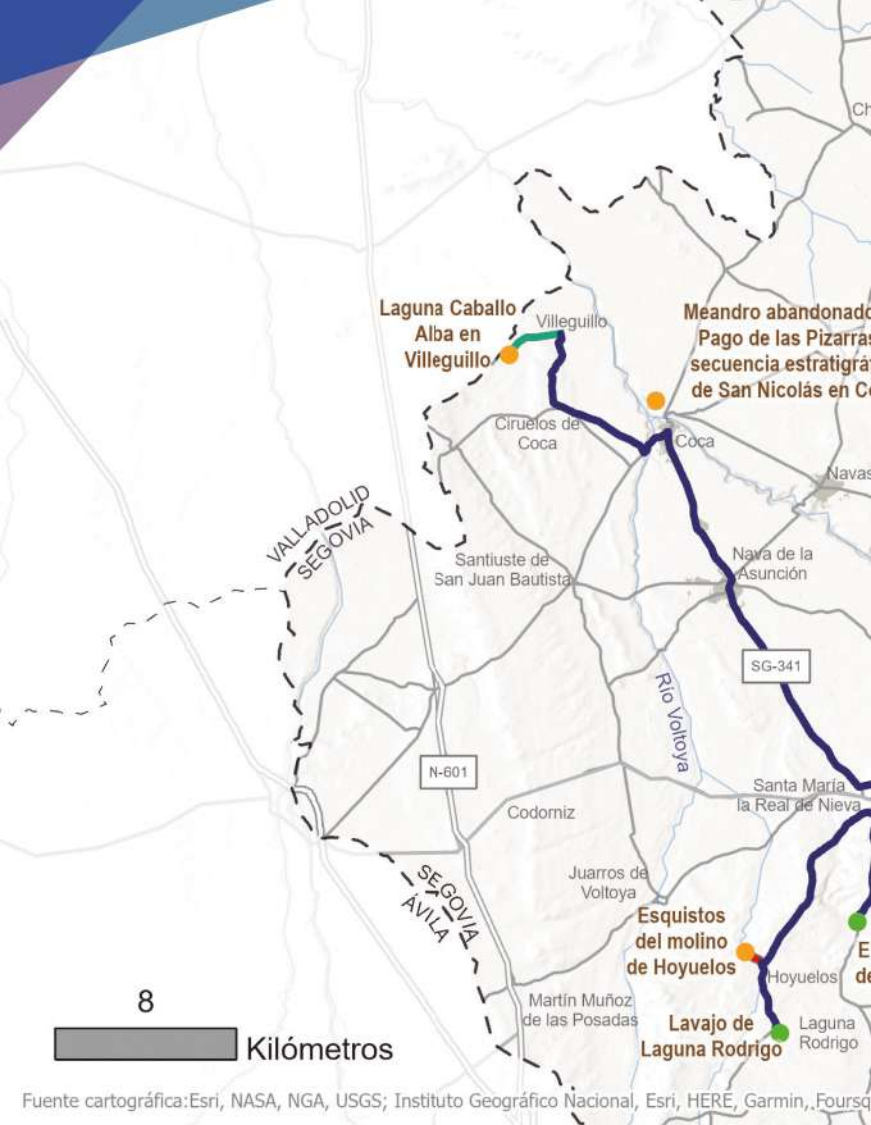 Ch
Laguna Caballo
Alba en
Villeguillo
Villeguillo
Meandro abandonado
Pago de las Pizarras
secuencia estratigrá
de San Nicolás en C
Ciruelos de
Coca
Coca
Navas
VALLADOLID
SEGOVIA
Santiuste de
San Juan Bautista
Nava de la
Asunción
SG-341
Río Voltoya
N-601
Santa María
la Real de Nieva
Codorniz
Juarros de
Voltoya
SEGOVIA
ÁVILA
Esquistos
del molino
de Hoyuelos
E
de
Hoyuelos
8
Kilómetros
Martín Muñoz
de las Posadas
Lavajo de
Laguna Rodrigo
Laguna
Rodrigo
Fuente cartográfica:Esri, NASA, NGA, USGS; Instituto Geográfico Nacional, Esri, HERE, Garmin, Foursq